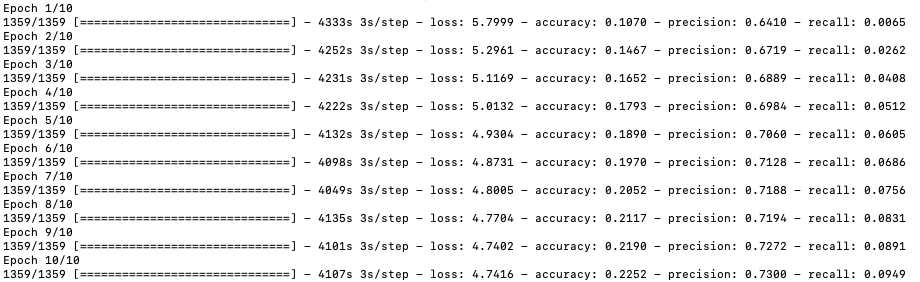 Epoch 1/10
1359/1359 [==============================] - 4333s 3s/step - loss: 5.7999 - accuracy: 0.1070 - precision: 0.6410 - recall: 0.0065
Epoch 2/10
1359/1359 [==============================] - 4252s 3s/step - loss: 5.2961 - accuracy: 0.1467 - precision: 0.6719 - recall: 0.0262
Epoch 3/10
1359/1359 [==============================] - 4231s 3s/step - loss: 5.1169 - accuracy: 0.1652 - precision: 0.6889 - recall: 0.0408
Epoch 4/10
1359/1359 [==============================] - 4222s 3s/step - loss: 5.0132 - accuracy: 0.1793 - precision: 0.6984 - recall: 0.0512
Epoch 5/10
1359/1359 [==============================] - 4132s 3s/step - loss: 4.9304 - accuracy: 0.1890 - precision: 0.7060 - recall: 0.0605
Epoch 6/10
1359/1359 [==============================] - 4098s 3s/step - loss: 4.8731 - accuracy: 0.1970 - precision: 0.7128 - recall: 0.0686
Epoch 7/10
1359/1359 [==============================] - 4049s 3s/step - loss: 4.8005 - accuracy: 0.2052 - precision: 0.7188 - recall: 0.0756
Epoch 8/10
1359/1359 [==============================] - 4135s 3s/step - loss: 4.7704 - accuracy: 0.2117 - precision: 0.7194 - recall: 0.0831
Epoch 9/10
1359/1359 [==============================] - 4101s 3s/step - loss: 4.7402 - accuracy: 0.2190 - precision: 0.7272 - recall: 0.0891
Epoch 10/10
1359/1359 [==============================] - 4107s 3s/step - loss: 4.7416 - accuracy: 0.2252 - precision: 0.7300 - recall: 0.0949